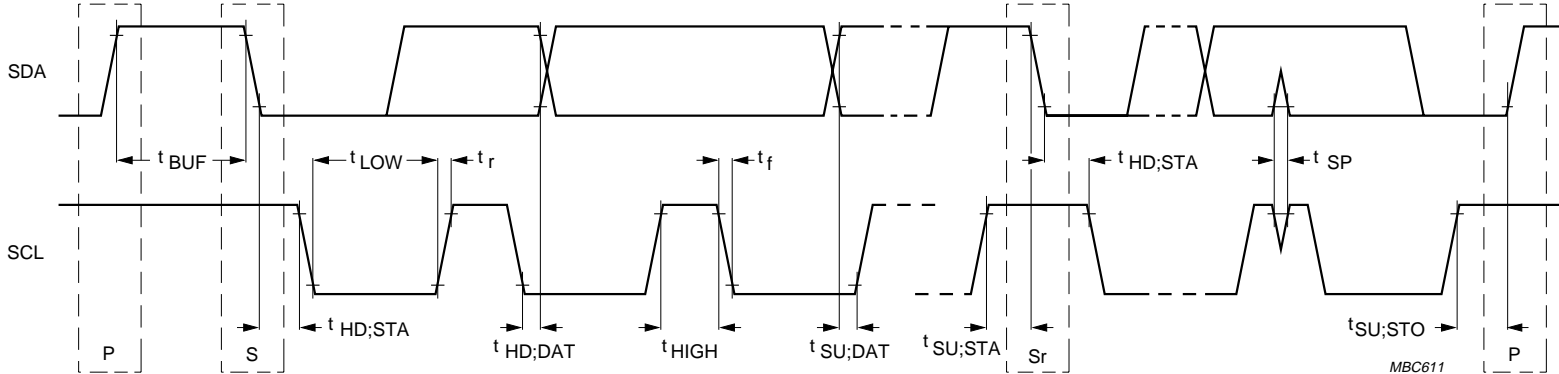 SDA
t BUF
t LOW
t r
t f
t HD;STA
t SP
SCL
t HD;STA
t HD;DAT
t HIGH
t SU;DAT
t SU;STA
t SU;STO
P
S
Sr
P
MBC611